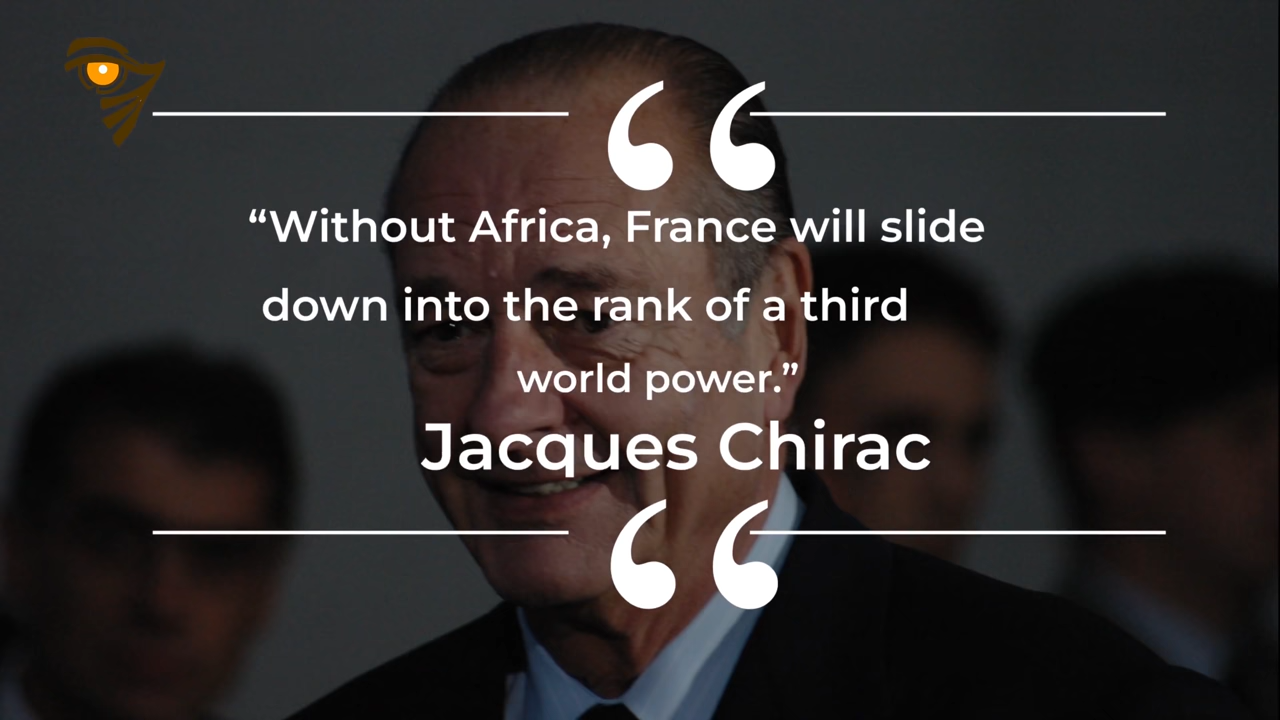 “Without Africa, France will slide
down into the rank of a third
world power.”
Jacques Chirac